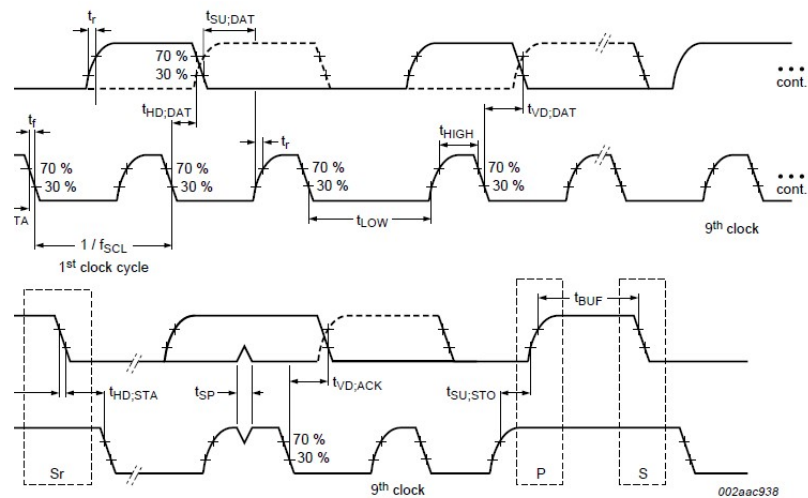 tr
tSU;DAT
70 %
30 %
cont.
tHD;DAT
tVD;DAT
tf
tr
tHIGH
70 %
30 %
70 %
30 %
70 %
30 %
70 %
30 %
cont.
TA
tLOW
9th clock
1 / fSCL
1st clock cycle
tBUF
tHD;STA
tSP
tVD;ACK
tSU;STO
70 %
30 %
Sr
9th clock
P
S
002aac938